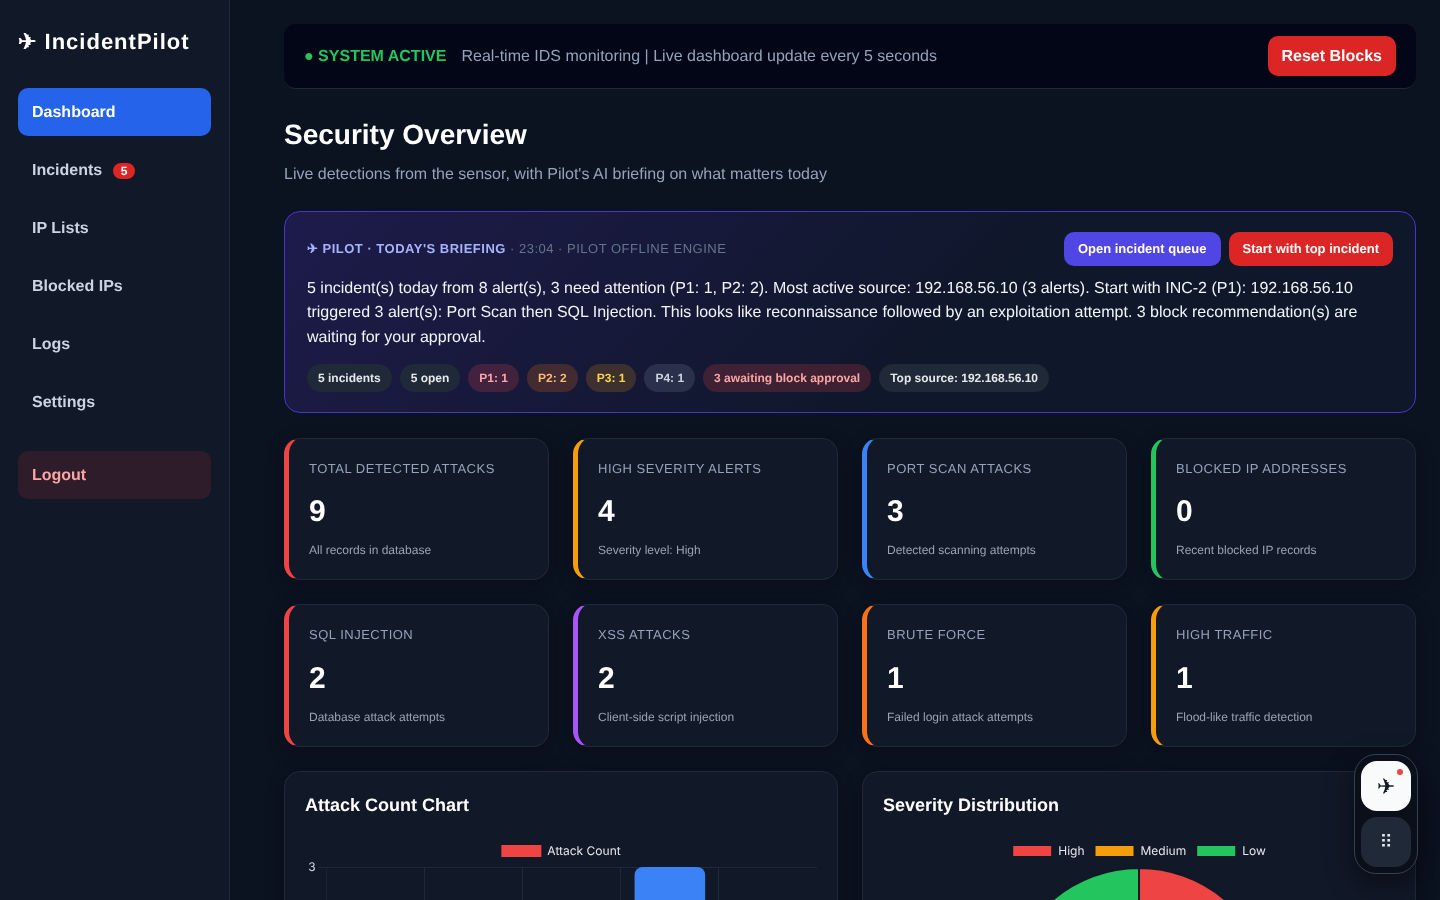 ✈ IncidentPilot
Dashboard
Incidents 5
IP Lists
Blocked IPs
Logs
Settings
Logout
● SYSTEM ACTIVE Real-time IDS monitoring | Live dashboard update every 5 seconds
Reset Blocks
Security Overview
Live detections from the sensor, with Pilot's AI briefing on what matters today
✈ PILOT · TODAY'S BRIEFING · 23:04 · PILOT OFFLINE ENGINE
Open incident queue
Start with top incident
5 incident(s) today from 8 alert(s), 3 need attention (P1: 1, P2: 2). Most active source: 192.168.56.10 (3 alerts). Start with INC-2 (P1): 192.168.56.10
triggered 3 alert(s): Port Scan then SQL Injection. This looks like reconnaissance followed by an exploitation attempt. 3 block recommendation(s) are
waiting for your approval.
5 incidents 5 open P1: 1 P2: 2 P3: 1 P4: 1 3 awaiting block approval Top source: 192.168.56.10
TOTAL DETECTED ATTACKS
9
All records in database
HIGH SEVERITY ALERTS
4
Severity level: High
PORT SCAN ATTACKS
3
Detected scanning attempts
BLOCKED IP ADDRESSES
0
Recent blocked IP records
SQL INJECTION
2
Database attack attempts
XSS ATTACKS
2
Client-side script injection
BRUTE FORCE
1
Failed login attack attempts
HIGH TRAFFIC
1
Flood-like traffic detection
Attack Count Chart
Attack Count
3
Severity Distribution
High Medium Low